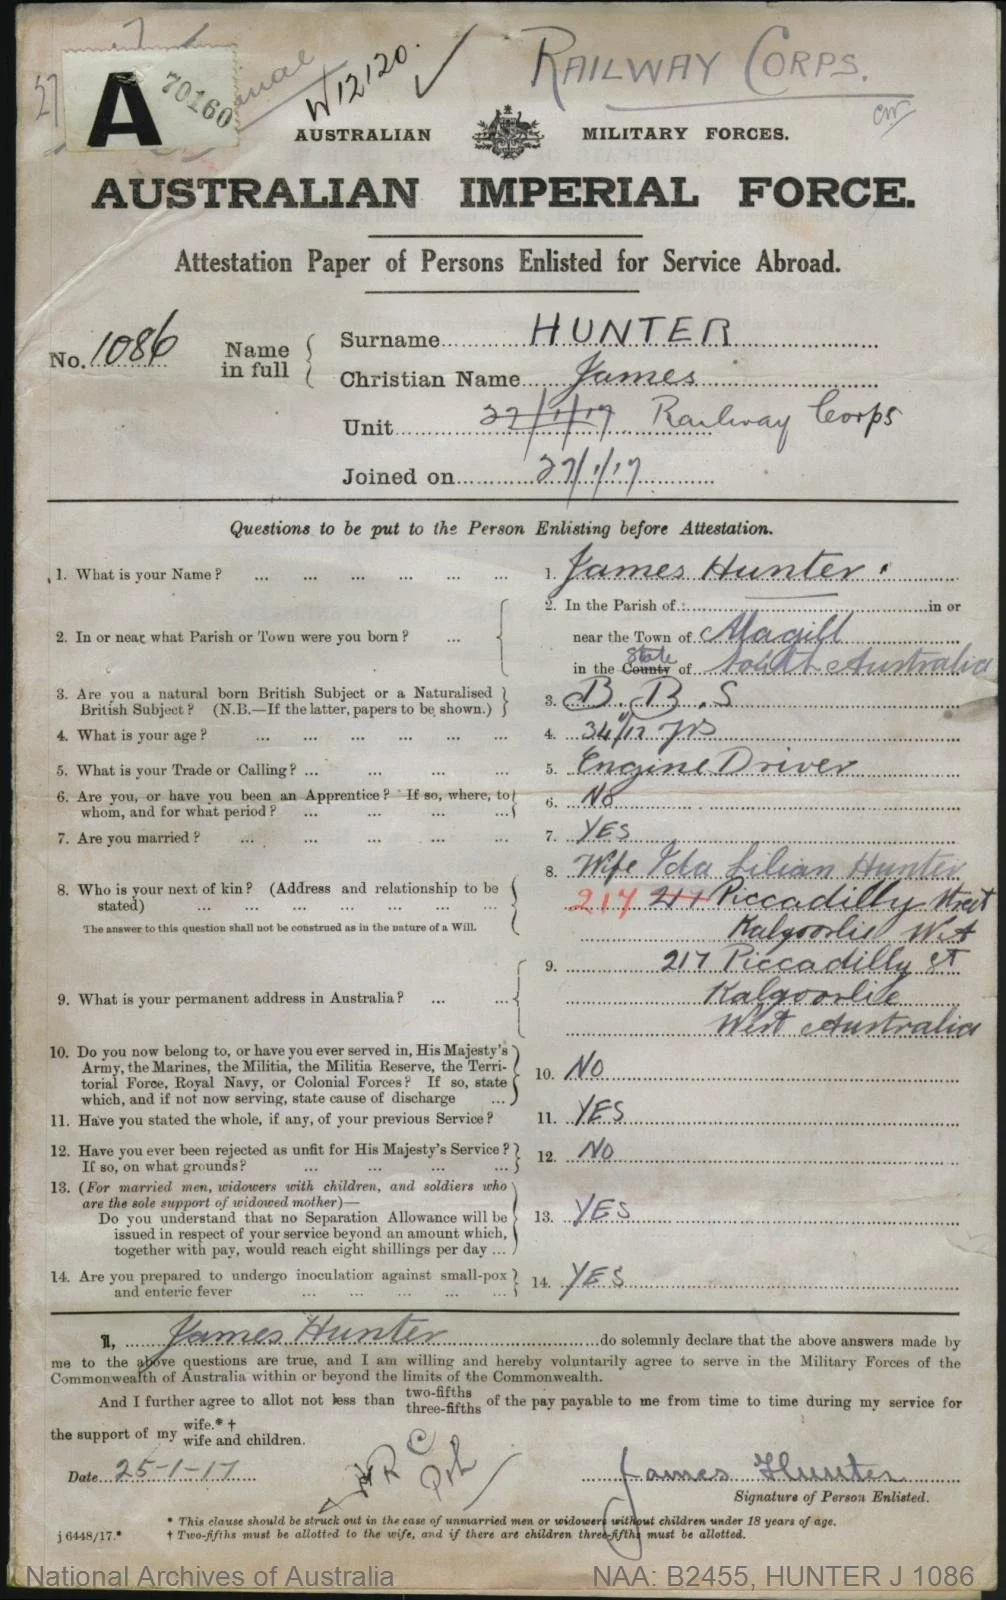 RAILWAY CORPS.
W12120.
A 70160
AUSTRALIAN MILITARY FORCES.
AUSTRALIAN IMPERIAL FORCE.
Attestation Paper of Persons Enlisted for Service Abroad.
No. 1086 Name in full
Surname HUNTER
Christian Name James
Unit 27/1/17 Railway Corps
Joined on 27/1/17
Questions to be put to the Person Enlisting before Attestation.
1. What is your Name? ... ... ... ... ... ... 1. James Hunter.
2. In or near what Parish or Town were you born? ... 2. In the Parish of in or
near the Town of Magill
in the County State of South Australia
3. Are you a natural born British Subject or a Naturalised
British Subject? (N.B.—If the latter, papers to be shown.) 3. B. B. S
4. What is your age? ... ... ... ... ... ... 4. 34 11/12 yrs
5. What is your Trade or Calling? ... ... ... ... 5. Engine Driver
6. Are you, or have you been an Apprentice? If so, where, to
whom, and for what period? ... ... ... ... 6. No
7. Are you married? ... ... ... ... ... 7. YES
8. Who is your next of kin? (Address and relationship to be
stated) ... ... ... ... ... ... ...
The answer to this question shall not be construed as in the nature of a Will.
8. Wife Ida Lilian Hunter
217 217 Piccadilly Street
Kalgoorlie W.A
9. What is your permanent address in Australia? ... ... 9. 217 Piccadilly St
Kalgoorlie
West Australia
10. Do you now belong to, or have you ever served in, His Majesty's
Army, the Marines, the Militia, the Militia Reserve, the Terri-
torial Force, Royal Navy, or Colonial Forces? If so, state
which, and if not now serving, state cause of discharge ... 10. NO
11. Have you stated the whole, if any, of your previous Service? 11. YES
12. Have you ever been rejected as unfit for His Majesty's Service?
If so, on what grounds? ... ... ... ... 12. NO
13. (For married men, widowers with children, and soldiers who
are the sole support of widowed mother)—
Do you understand that no Separation Allowance will be
issued in respect of your service beyond an amount which,
together with pay, would reach eight shillings per day ... 13. YES
14. Are you prepared to undergo inoculation against small-pox
and enteric fever ... ... ... ... ... 14. YES
I, James Hunter do solemnly declare that the above answers made by
me to the above questions are true, and I am willing and hereby voluntarily agree to serve in the Military Forces of the
Commonwealth of Australia within or beyond the limits of the Commonwealth.
And I further agree to allot not less than two-fifths three-fifths of the pay payable to me from time to time during my service for
the support of my wife.* † wife and children.
Date 25-1-17
James Hunter
Signature of Person Enlisted.
* This clause should be struck out in the case of unmarried men or widowers without children under 18 years of age.
j 6448/17.* † Two-fifths must be allotted to the wife, and if there are children three-fifths must be allotted.
National Archives of Australia NAA: B2455, HUNTER J 1086